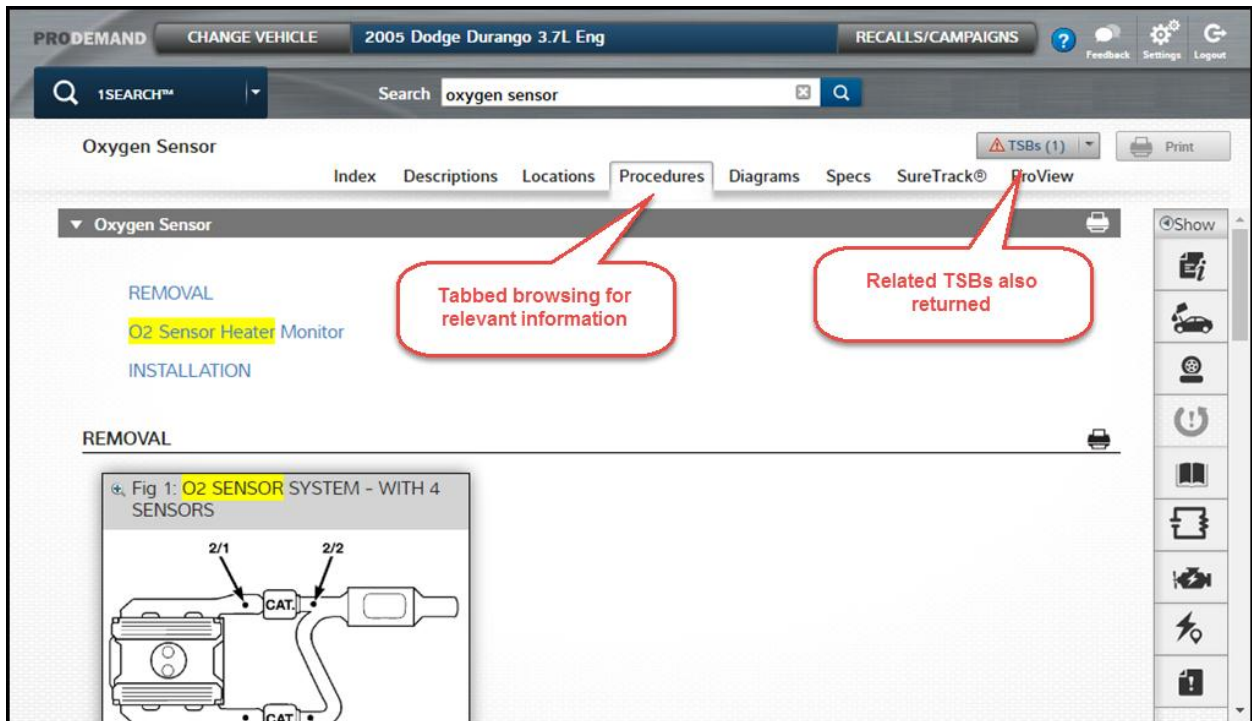 PRODEMAND CHANGE VEHICLE 2005 Dodge Durango 3.7L Eng RECALLS/CAMPAIGNS ? Feedback Settings Logout
1SEARCH™ Search oxygen sensor
Oxygen Sensor TSBs (1) Print
Index Descriptions Locations Procedures Diagrams Specs SureTrack® ProView
Oxygen Sensor Show
Tabbed browsing for
relevant information
Related TSBs also
returned
REMOVAL
O2 Sensor Heater Monitor
INSTALLATION
REMOVAL
Fig 1: O2 SENSOR SYSTEM - WITH 4
SENSORS
2/1 2/2
CAT.
CAT